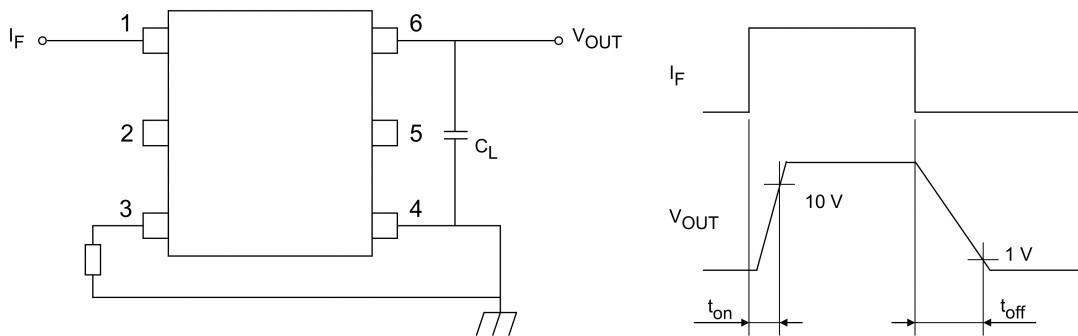 I_F
1
2
3
6
5
4
V_OUT
C_L
I_F
V_OUT
10 V
1 V
t_on
t_off